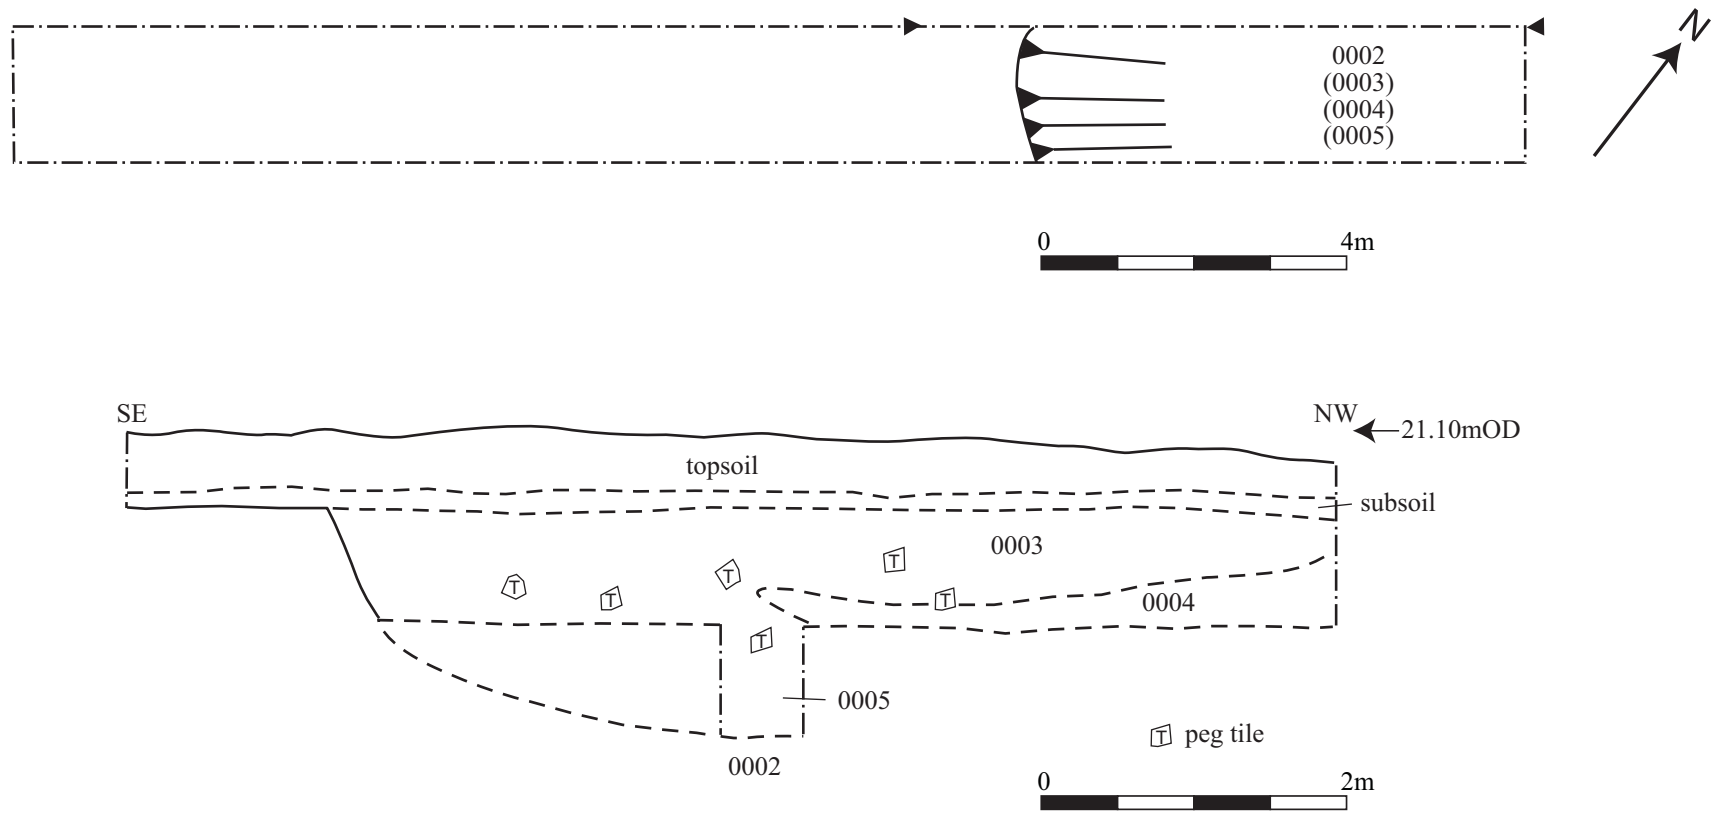 N
0002
(0003)
(0004)
(0005)
0 4m
SE
NW
21.10mOD
topsoil
subsoil
0003
T
T
T
T
T
0004
T
0005
T peg tile
0002
0 2m